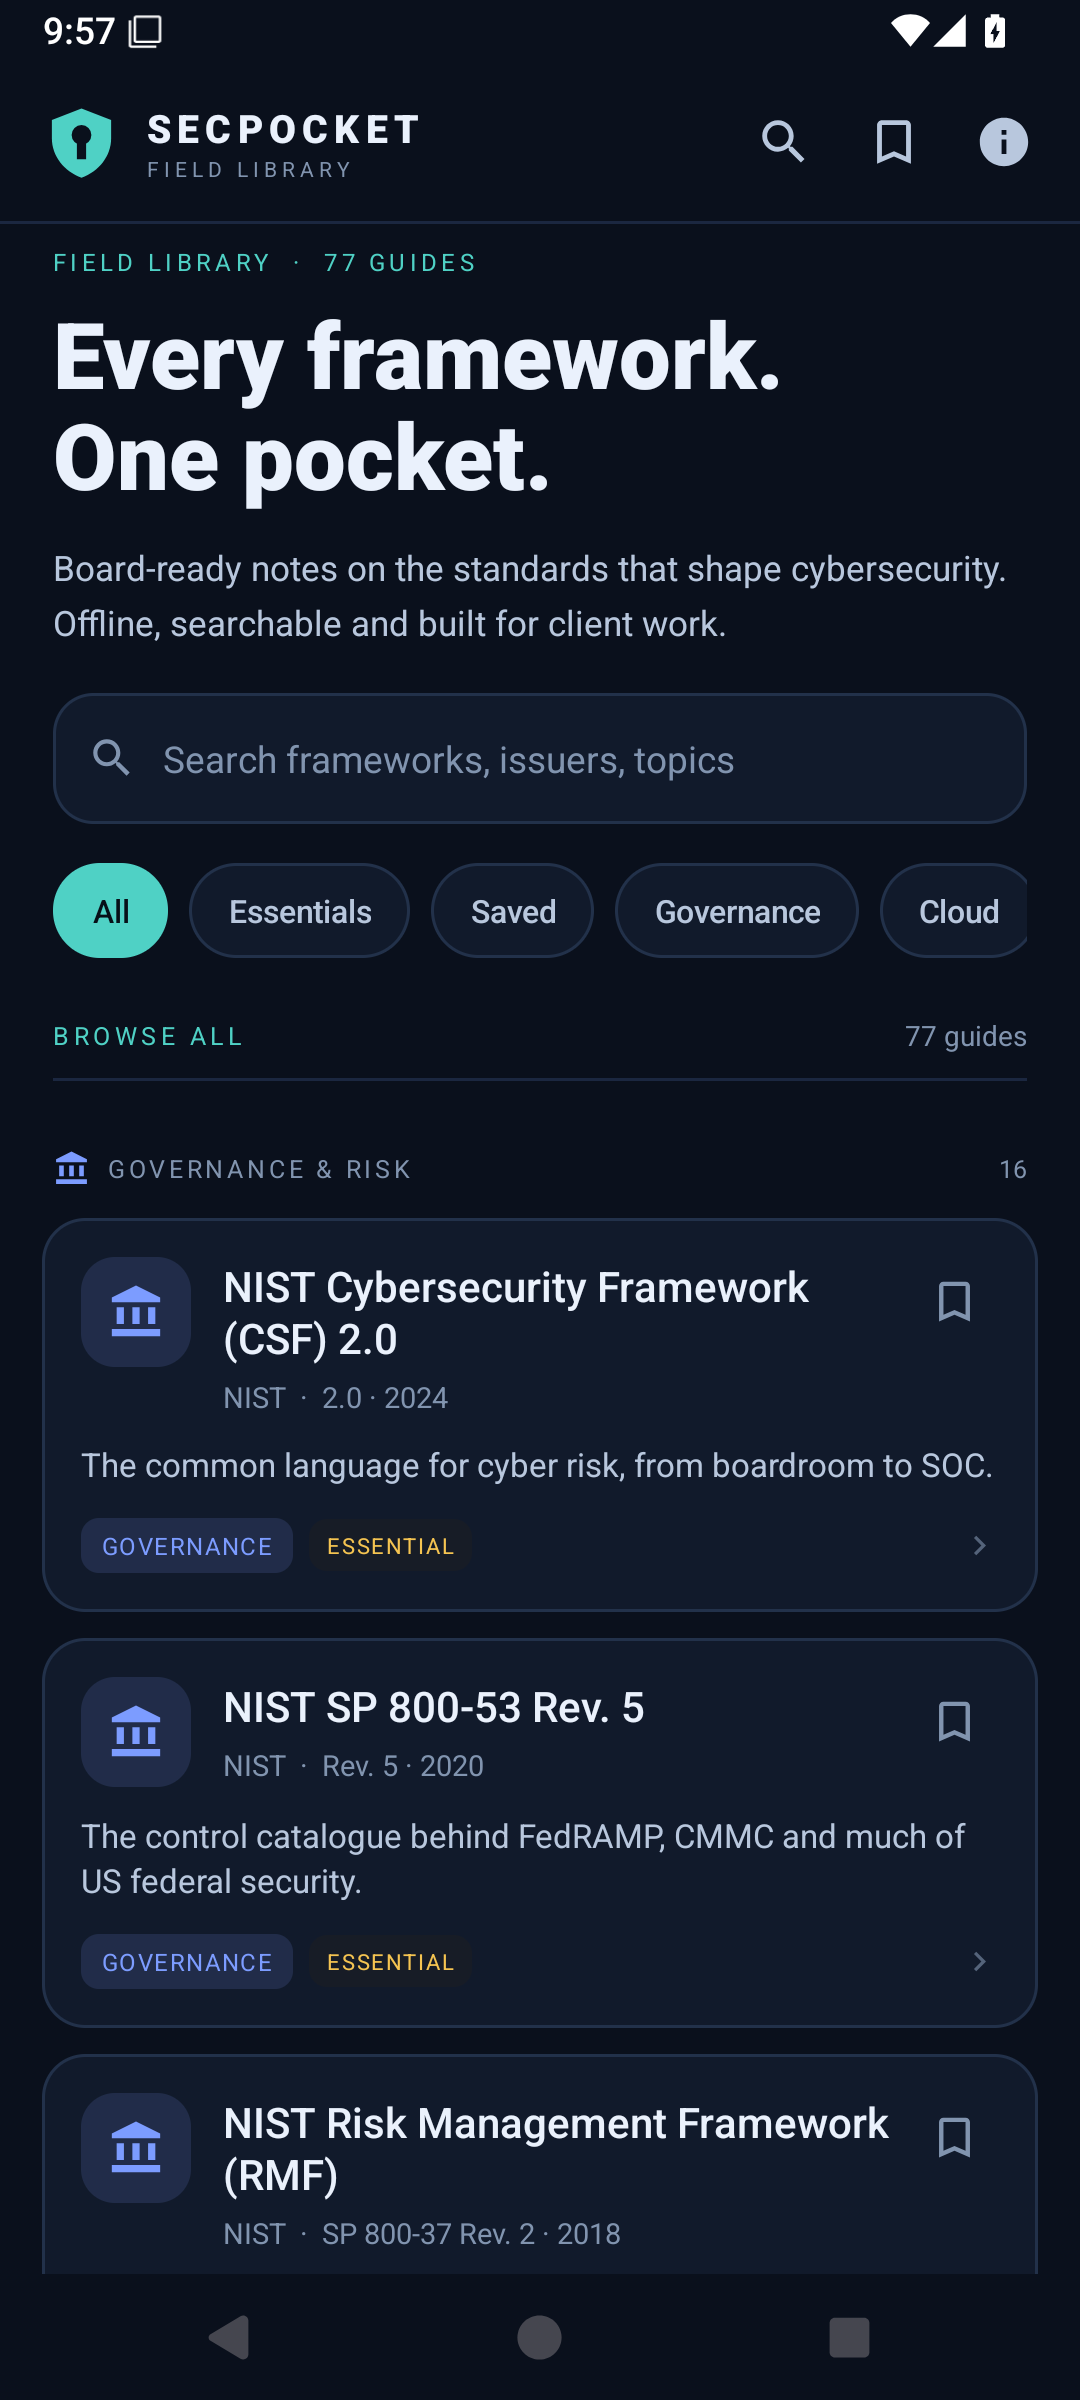 9:57
SECPOCKET
FIELD LIBRARY
FIELD LIBRARY · 77 GUIDES
Every framework.
One pocket.
Board-ready notes on the standards that shape cybersecurity.
Offline, searchable and built for client work.
Search frameworks, issuers, topics
All Essentials Saved Governance Cloud
BROWSE ALL 77 guides
GOVERNANCE & RISK 16
NIST Cybersecurity Framework
(CSF) 2.0
NIST · 2.0 · 2024
The common language for cyber risk, from boardroom to SOC.
GOVERNANCE ESSENTIAL
NIST SP 800-53 Rev. 5
NIST · Rev. 5 · 2020
The control catalogue behind FedRAMP, CMMC and much of
US federal security.
GOVERNANCE ESSENTIAL
NIST Risk Management Framework
(RMF)
NIST · SP 800-37 Rev. 2 · 2018